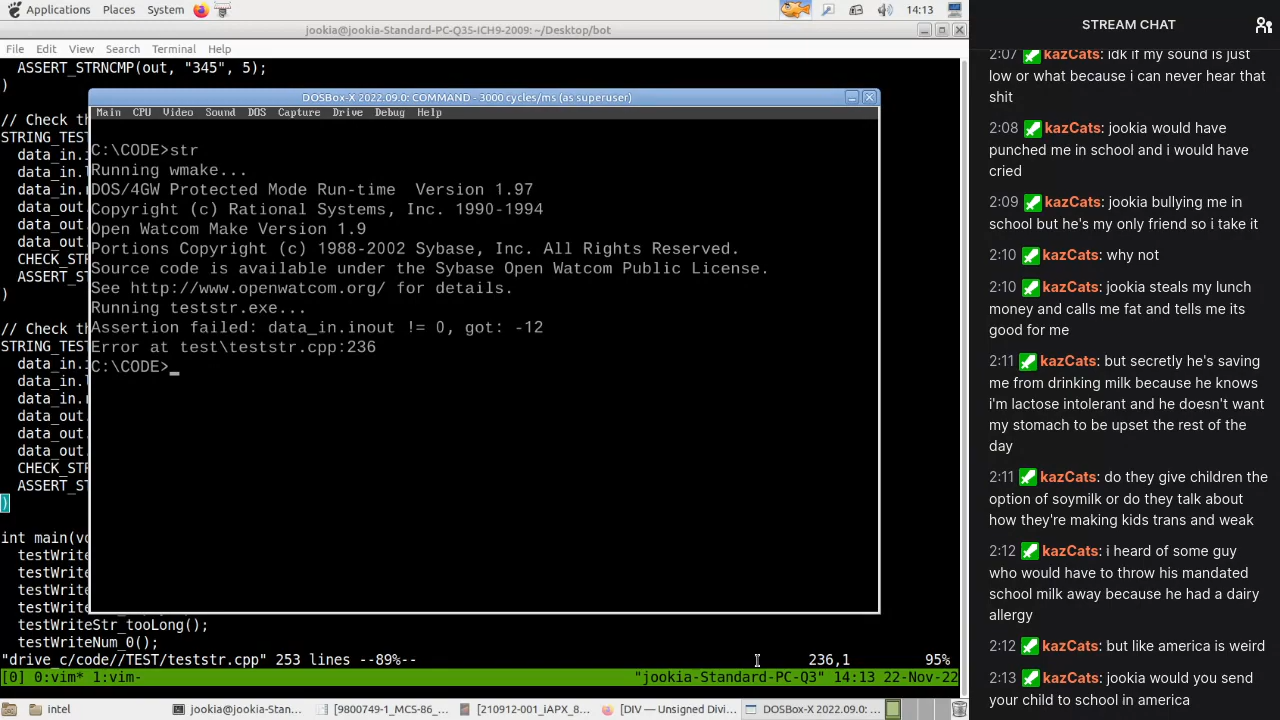 Applications Places System 14:13
jookia@jookia-Standard-PC-Q35-ICH9-2009: ~/Desktop/bot
File Edit View Search Terminal Help
ASSERT_STRNCMP(out, "345", 5);
)
// Check th
STRING_TEST
data_in.
data_in.l
data_in.
data_out.
data_out.
data_out.
CHECK_STR
ASSERT_ST
)
// Check th
STRING_TEST
data_in.
data_in.l
data_in.
data_out.
data_out.
data_out.
CHECK_STR
ASSERT_ST
)
int main(vo
testWrite
testWrite
testWrite
testWrite
testWriteStr_tooLong();
testWriteNum_0();
"drive_c/code//TEST/teststr.cpp" 253 lines --89%-- 236,1 95%
[0] 0:vim* 1:vim- "jookia-Standard-PC-Q3" 14:13 22-Nov-22
DOSBox-X 2022.09.0: COMMAND - 3000 cycles/ms (as superuser)
Main CPU Video Sound DOS Capture Drive Debug Help
C:\CODE>str
Running wmake...
DOS/4GW Protected Mode Run-time  Version 1.97
Copyright (c) Rational Systems, Inc. 1990-1994
Open Watcom Make Version 1.9
Portions Copyright (c) 1988-2002 Sybase, Inc. All Rights Reserved.
Source code is available under the Sybase Open Watcom Public License.
See http://www.openwatcom.org/ for details.
Running teststr.exe...
Assertion failed: data_in.inout != 0, got: -12
Error at test\teststr.cpp:236
C:\CODE>_
intel jookia@jookia-Stan... [9800749-1_MCS-86_... [210912-001_iAPX_8... [DIV — Unsigned Divi... DOSBox-X 2022.09.0: ...
STREAM CHAT
2:07 kazCats: idk if my sound is just
low or what because i can never hear that
shit
2:08 kazCats: jookia would have
punched me in school and i would have
cried
2:09 kazCats: jookia bullying me in
school but he's my only friend so i take it
2:10 kazCats: why not
2:10 kazCats: jookia steals my lunch
money and calls me fat and tells me its
good for me
2:11 kazCats: but secretly he's saving
me from drinking milk because he knows
i'm lactose intolerant and he doesn't want
my stomach to be upset the rest of the
day
2:11 kazCats: do they give children the
option of soymilk or do they talk about
how they're making kids trans and weak
2:12 kazCats: i heard of some guy
who would have to throw his mandated
school milk away because he had a dairy
allergy
2:12 kazCats: but like america is weird
2:13 kazCats: jookia would you send
your child to school in america